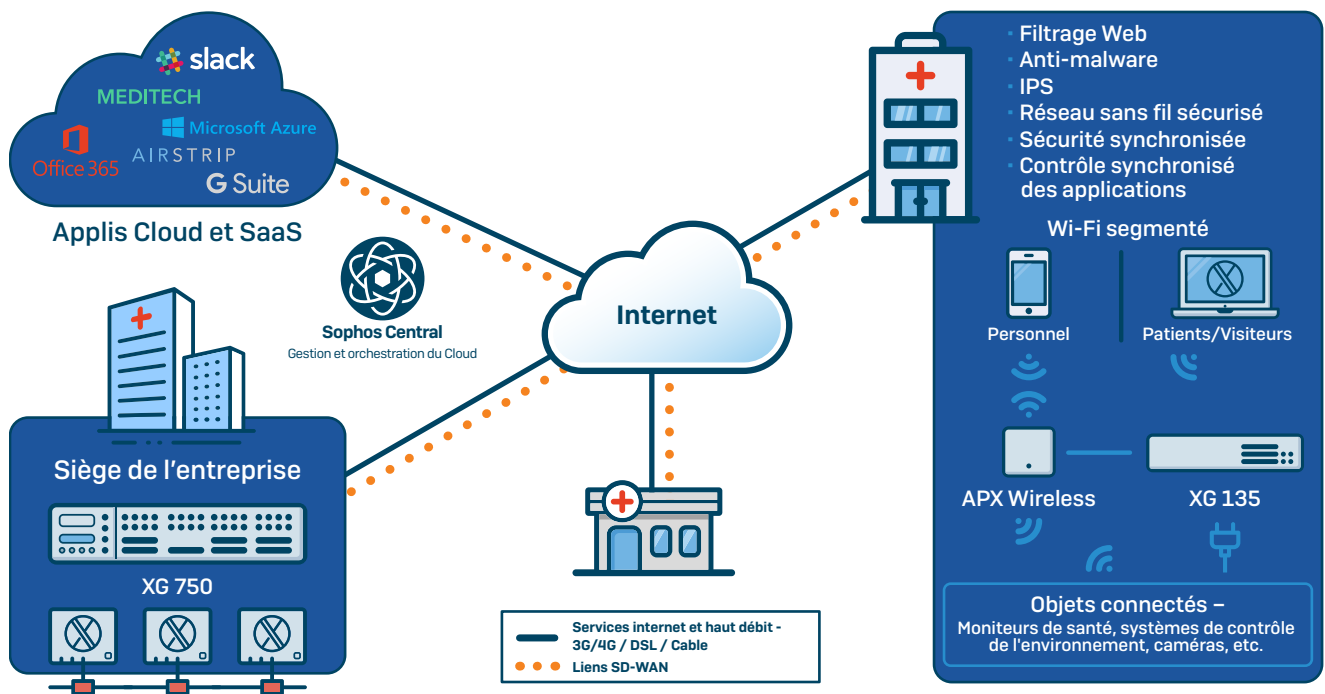 slack
MEDITECH
Microsoft Azure
Office 365
AIRSTRIP
G Suite
Applis Cloud et SaaS
Sophos Central
Gestion et orchestration du Cloud
Siège de l'entreprise
XG 750
Internet
Services internet et haut débit -
3G/4G / DSL / Cable
Liens SD-WAN
· Filtrage Web
· Anti-malware
· IPS
· Réseau sans fil sécurisé
· Sécurité synchronisée
· Contrôle synchronisé
des applications
Wi-Fi segmenté
Personnel
Patients/Visiteurs
APX Wireless
XG 135
Objets connectés –
Moniteurs de santé, systèmes de contrôle
de l'environnement, caméras, etc.